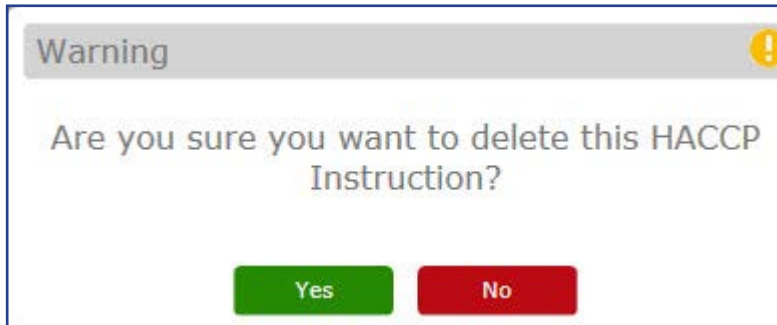 Warning
Are you sure you want to delete this HACCP
Instruction?
Yes No